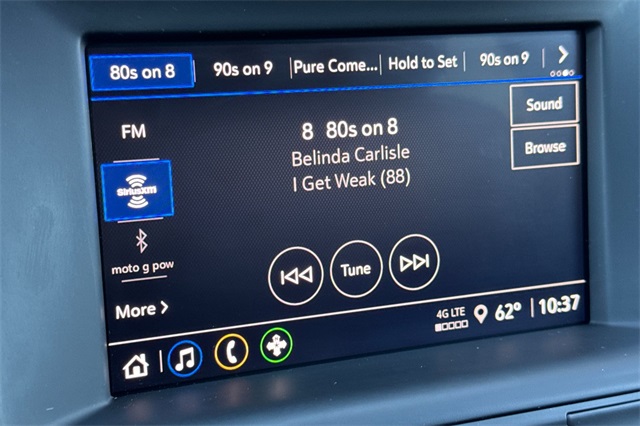 80s on 8
90s on 9
Pure Come...
Hold to Set
90s on 9
Sound
FM
8 80s on 8
Browse
Belinda Carlisle
SiriusXM
I Get Weak (88)
moto g pow
Tune
More
4G LTE
62°
10:37